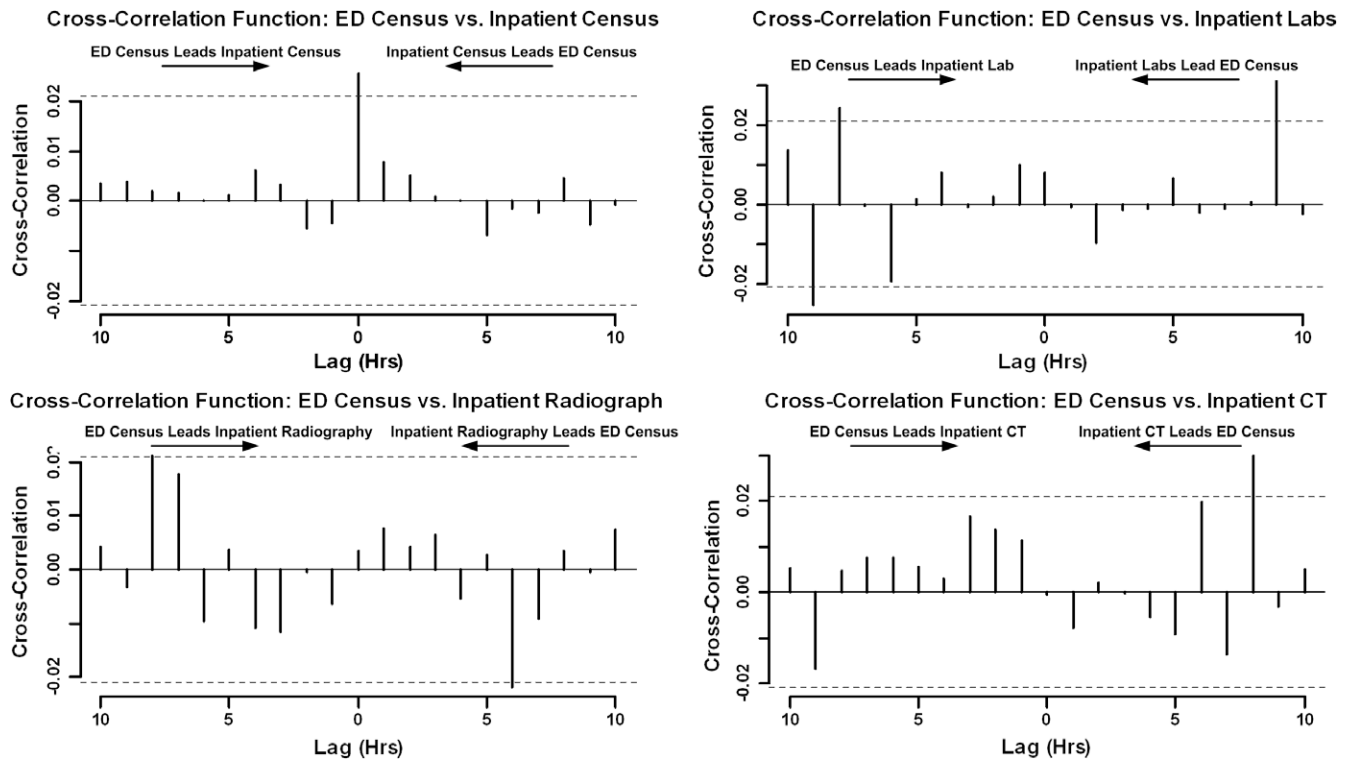 Cross-Correlation Function: ED Census vs. Inpatient Census
ED Census Leads Inpatient Census
Inpatient Census Leads ED Census
Cross-Correlation
0.02
0.00
-0.02
10 5 0 5 10
Lag (Hrs)
Cross-Correlation Function: ED Census vs. Inpatient Labs
ED Census Leads Inpatient Lab
Inpatient Labs Lead ED Census
Cross-Correlation
0.02
0.00
-0.02
10 5 0 5 10
Lag (Hrs)
Cross-Correlation Function: ED Census vs. Inpatient Radiograph
ED Census Leads Inpatient Radiography
Inpatient Radiography Leads ED Census
Cross-Correlation
0.01
0.00
-0.02
10 5 0 5 10
Lag (Hrs)
Cross-Correlation Function: ED Census vs. Inpatient CT
ED Census Leads Inpatient CT
Inpatient CT Leads ED Census
Cross-Correlation
0.02
0.00
-0.02
10 5 0 5 10
Lag (Hrs)